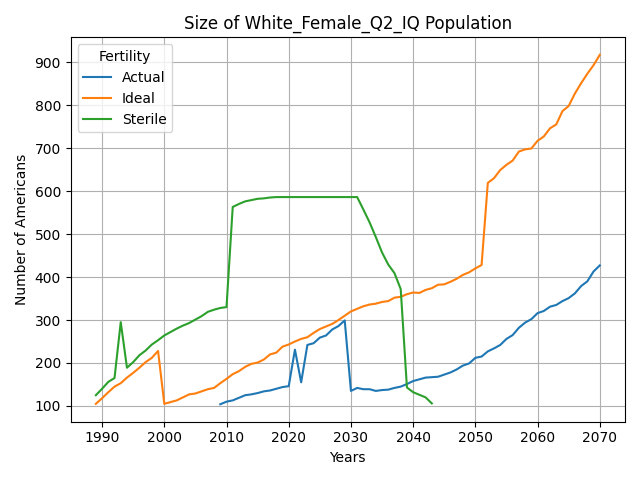 Size of White_Female_Q2_IQ Population
Fertility
Actual
Ideal
Sterile
Number of Americans
900
800
700
600
500
400
300
200
100
1990 2000 2010 2020 2030 2040 2050 2060 2070
Years